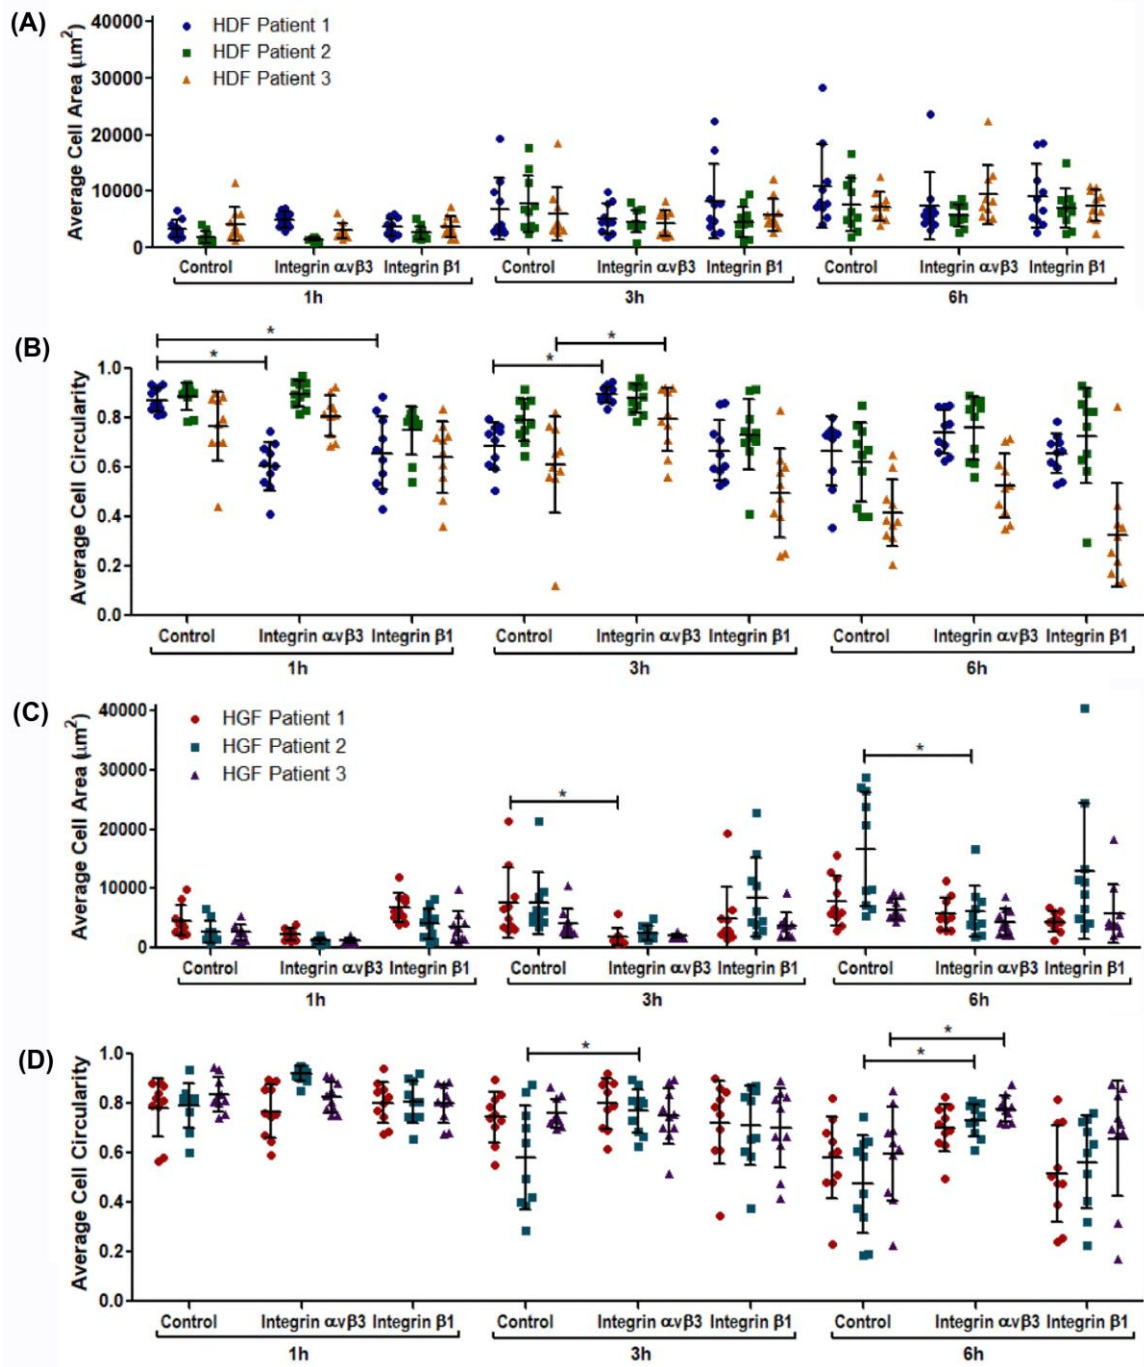 (A)
Average Cell Area (μm²)
40000
30000
20000
10000
0
HDF Patient 1
HDF Patient 2
HDF Patient 3
Control Integrin αvβ3 Integrin β1 Control Integrin αvβ3 Integrin β1 Control Integrin αvβ3 Integrin β1
1h 3h 6h
(B)
Average Cell Circularity
1.0
0.8
0.6
0.4
0.2
0.0
* * * *
Control Integrin αvβ3 Integrin β1 Control Integrin αvβ3 Integrin β1 Control Integrin αvβ3 Integrin β1
1h 3h 6h
(C)
Average Cell Area (μm²)
40000
30000
20000
10000
0
HGF Patient 1
HGF Patient 2
HGF Patient 3
* *
Control Integrin αvβ3 Integrin β1 Control Integrin αvβ3 Integrin β1 Control Integrin αvβ3 Integrin β1
1h 3h 6h
(D)
Average Cell Circularity
1.0
0.8
0.6
0.4
0.2
0.0
* * *
Control Integrin αvβ3 Integrin β1 Control Integrin αvβ3 Integrin β1 Control Integrin αvβ3 Integrin β1
1h 3h 6h